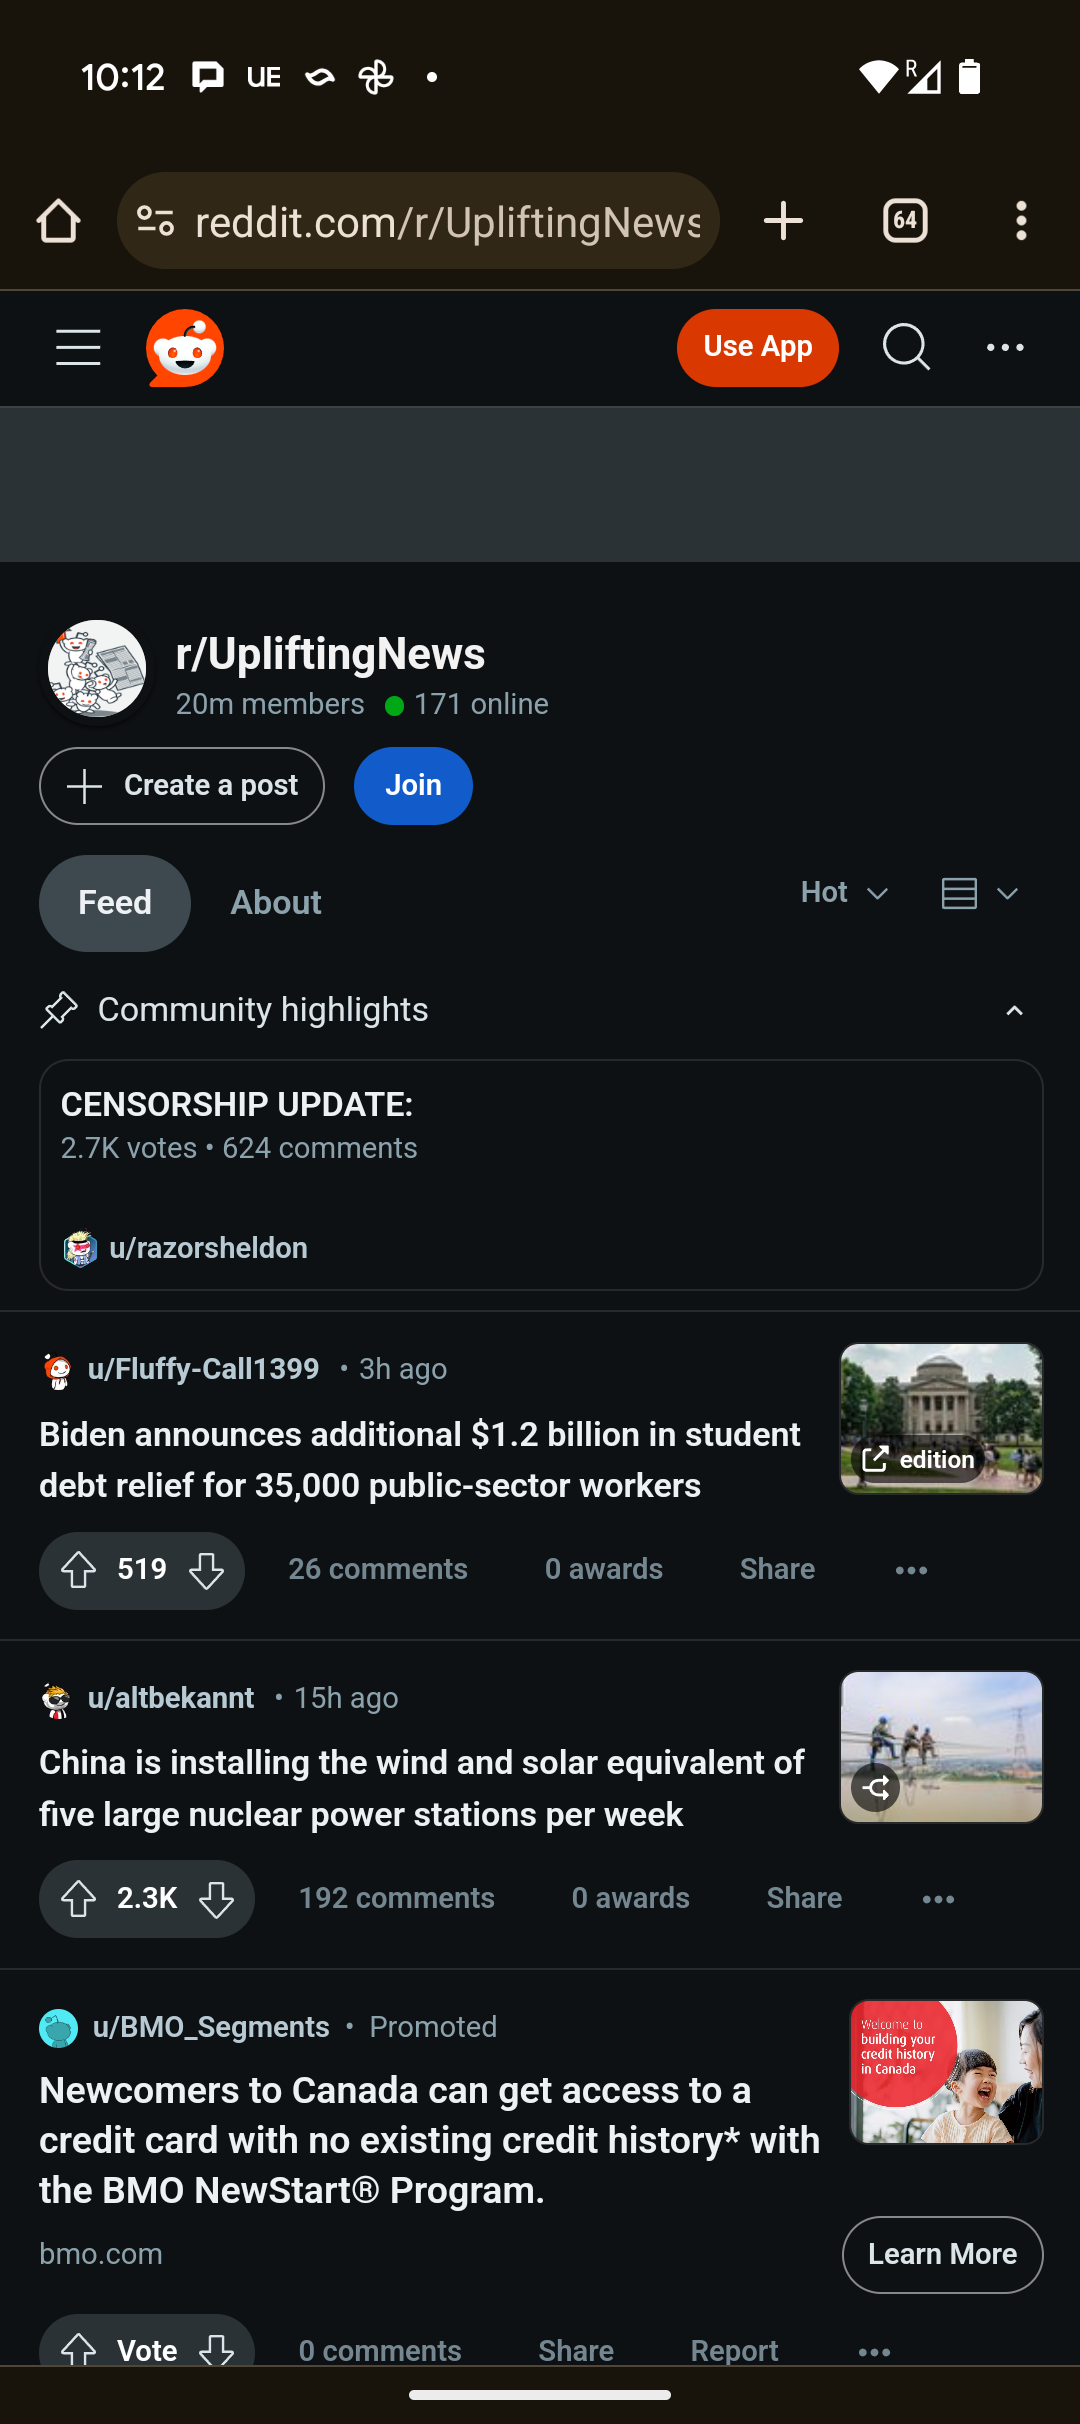 10:12 UE R
reddit.com/r/UpliftingNews 64
Use App
r/UpliftingNews
20m members 171 online
Create a post Join
Feed About Hot
Community highlights
CENSORSHIP UPDATE:
2.7K votes • 624 comments
u/razorsheldon
u/Fluffy-Call1399 • 3h ago
Biden announces additional $1.2 billion in student
debt relief for 35,000 public-sector workers
edition
519 26 comments 0 awards Share
u/altbekannt • 15h ago
China is installing the wind and solar equivalent of
five large nuclear power stations per week
2.3K 192 comments 0 awards Share
u/BMO_Segments • Promoted
Newcomers to Canada can get access to a
credit card with no existing credit history* with
the BMO NewStart® Program.
Welcome to
building your
credit history
in Canada
bmo.com Learn More
Vote 0 comments Share Report